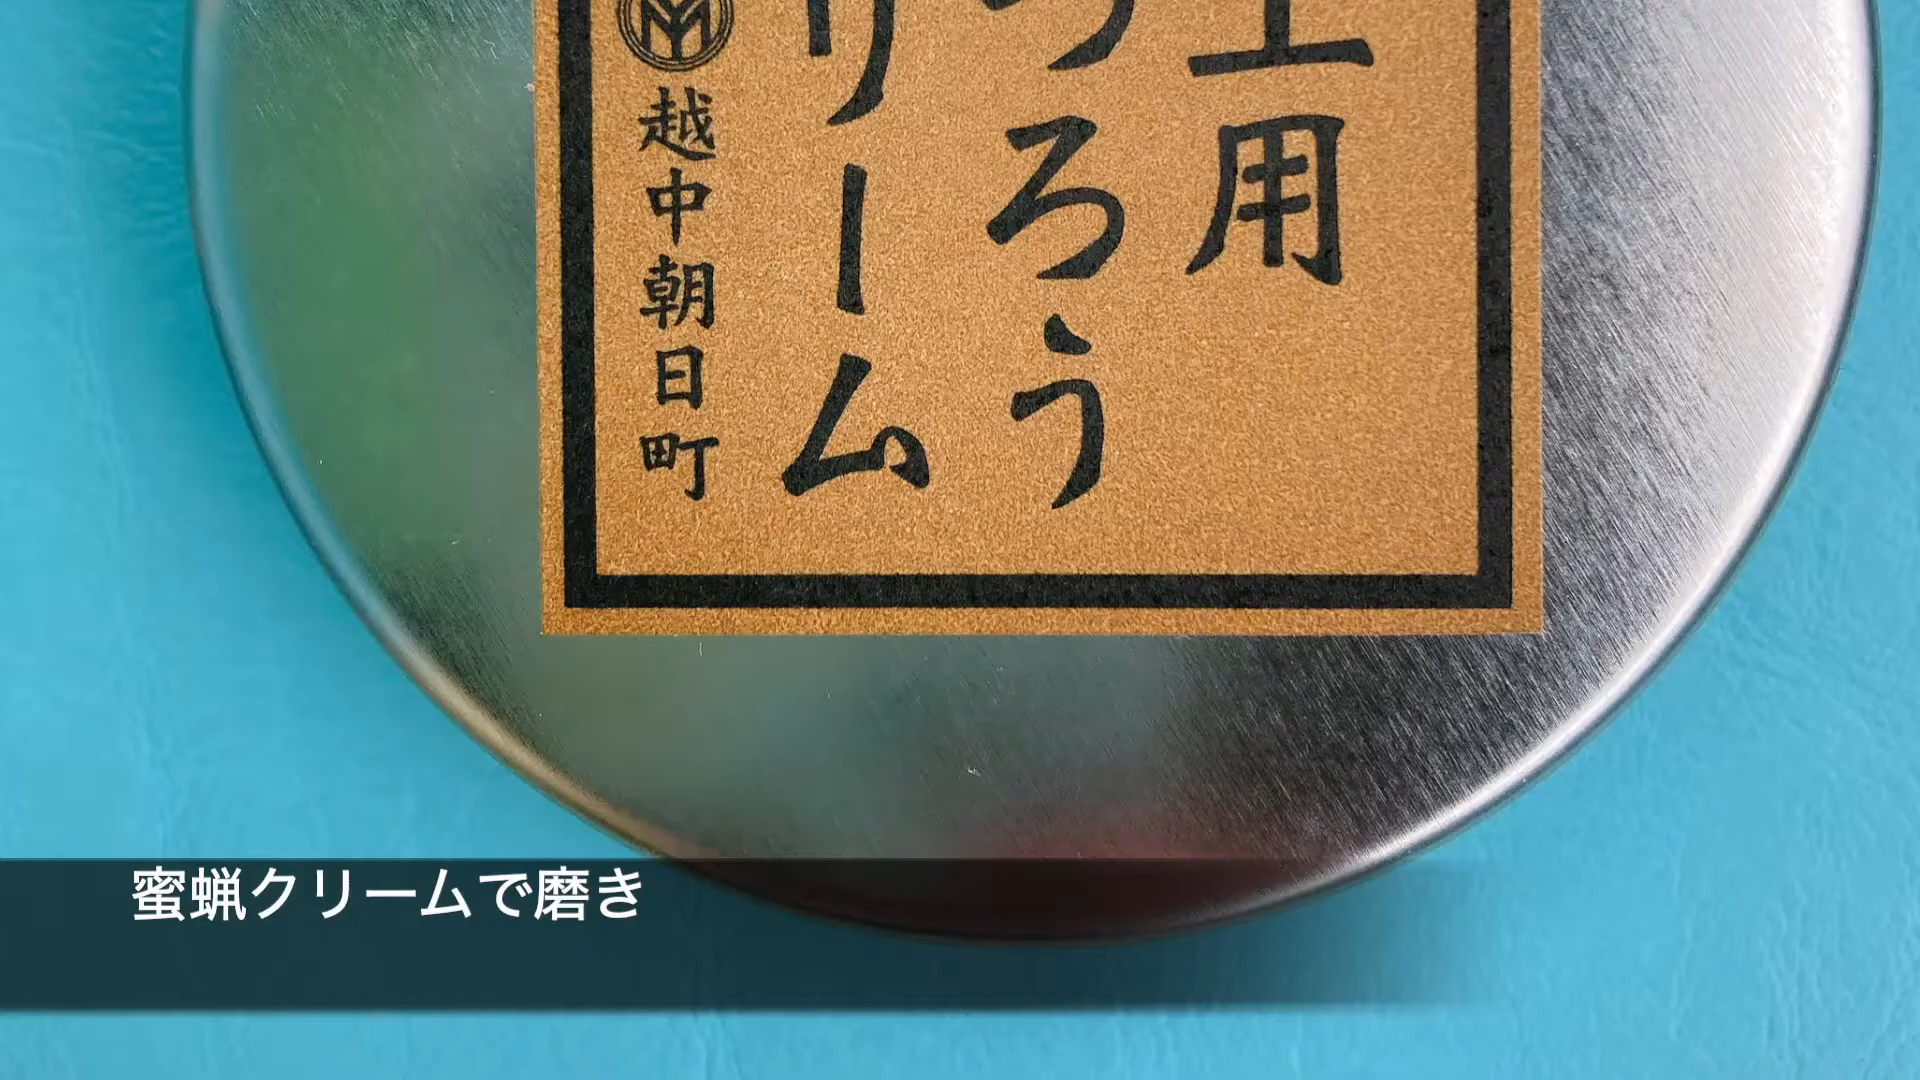 用
ろう
リーム
越中朝日町
蜜蝋クリームで磨き